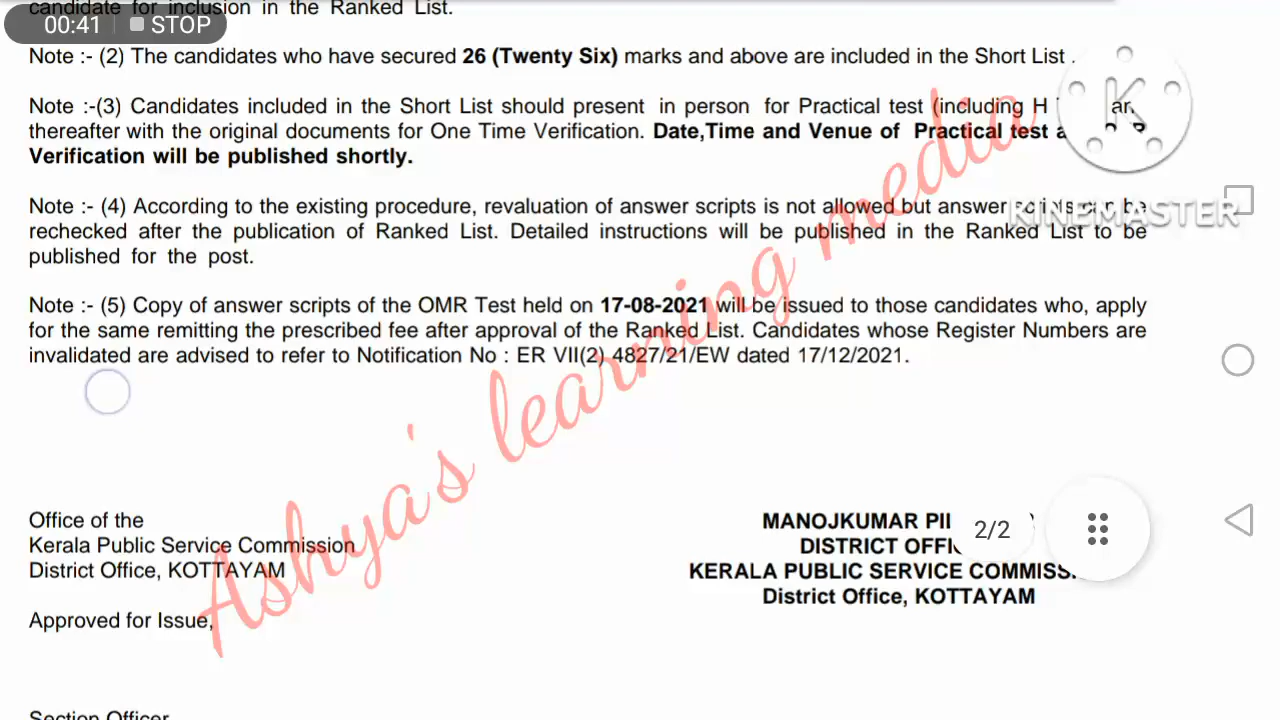 candidate for inclusion in the Ranked List.
00:41 STOP
Note :- (2) The candidates who have secured 26 (Twenty Six) marks and above are included in the Short List .
Note :-(3) Candidates included in the Short List should present in person for Practical test (including H
thereafter with the original documents for One Time Verification. Date,Time and Venue of Practical test
Verification will be published shortly.
K
KINEMASTER
Note :- (4) According to the existing procedure, revaluation of answer scripts is not allowed but answer scripts can be
rechecked after the publication of Ranked List. Detailed instructions will be published in the Ranked List to be
published for the post.
Note :- (5) Copy of answer scripts of the OMR Test held on 17-08-2021 will be issued to those candidates who, apply
for the same remitting the prescribed fee after approval of the Ranked List. Candidates whose Register Numbers are
invalidated are advised to refer to Notification No : ER VII(2) 4827/21/EW dated 17/12/2021.
Ashya's learning media
Office of the
Kerala Public Service Commission
District Office, KOTTAYAM
Approved for Issue,
MANOJKUMAR
2/2
DISTRICT
KERALA PUBLIC SERVICE
District Office, KOTTAYAM
Section Officer